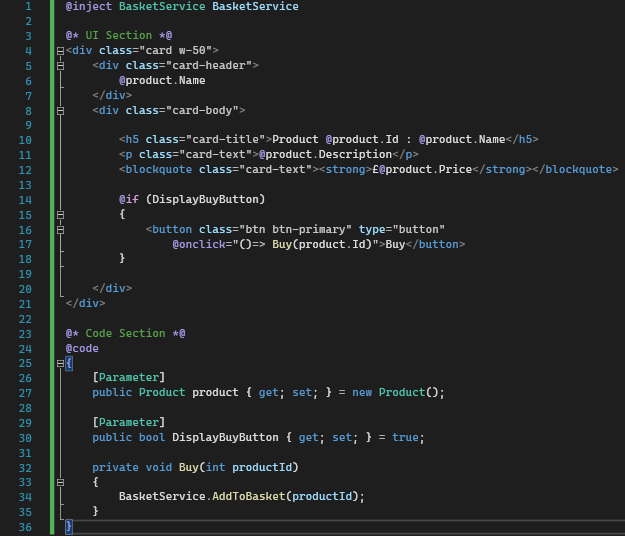 1 @inject BasketService BasketService
2
3 @* UI Section *@
4 <div class="card w-50">
5 <div class="card-header">
6 @product.Name
7 </div>
8 <div class="card-body">
9
10 <h5 class="card-title">Product @product.Id : @product.Name</h5>
11 <p class="card-text">@product.Description</p>
12 <blockquote class="card-text"><strong>£@product.Price</strong></blockquote>
13
14 @if (DisplayBuyButton)
15 {
16 <button class="btn btn-primary" type="button"
17 @onclick="()=> Buy(product.Id)">Buy</button>
18 }
19
20 </div>
21 </div>
22
23 @* Code Section *@
24 @code
25 {
26 [Parameter]
27 public Product product { get; set; } = new Product();
28
29 [Parameter]
30 public bool DisplayBuyButton { get; set; } = true;
31
32 private void Buy(int productId)
33 {
34 BasketService.AddToBasket(productId);
35 }
36 }